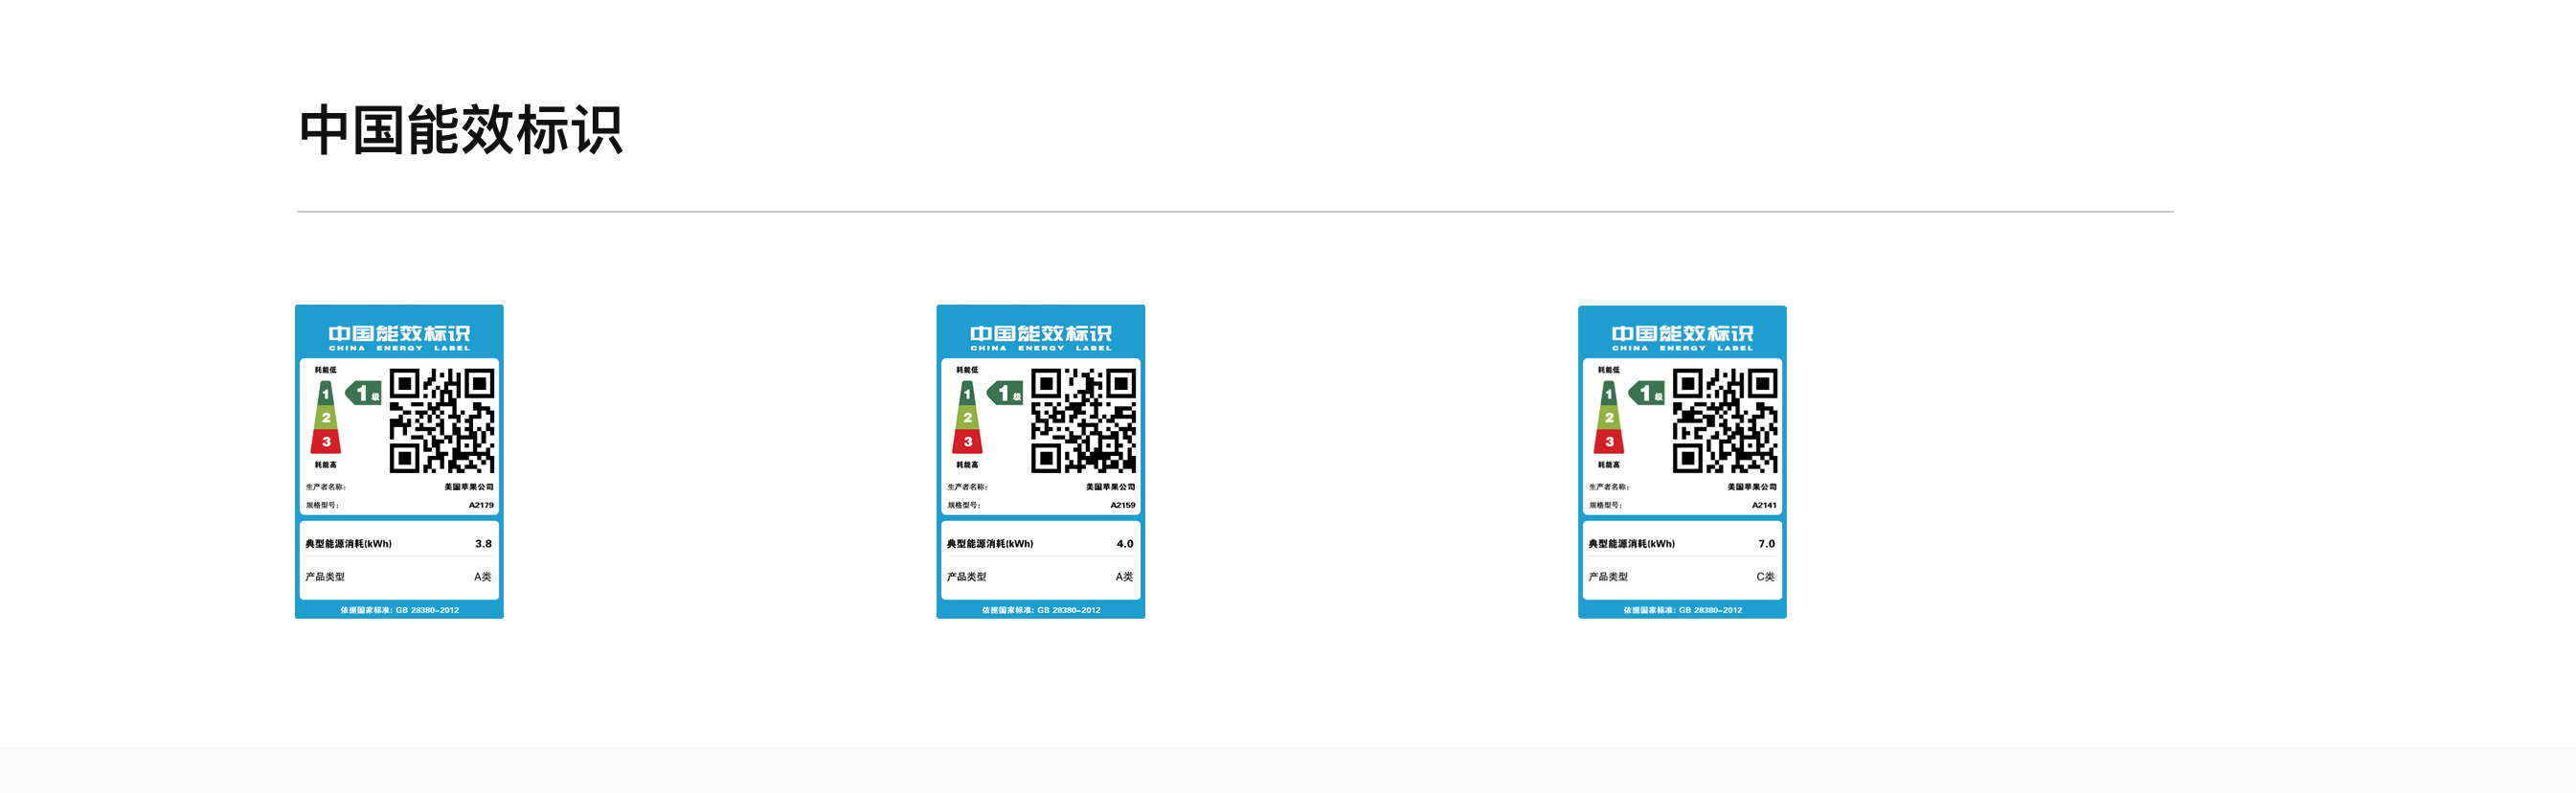 中国能效标识
中国能效标识
CHINA ENERGY LABEL
耗能低
1
1级
2
3
耗能高
生产者名称: 美国苹果公司
规格型号: A2179
典型能源消耗(kWh) 3.8
产品类型 A类
依据国家标准: GB 28380-2012
中国能效标识
CHINA ENERGY LABEL
耗能低
1
1级
2
3
耗能高
生产者名称: 美国苹果公司
规格型号: A2159
典型能源消耗(kWh) 4.0
产品类型 A类
依据国家标准: GB 28380-2012
中国能效标识
CHINA ENERGY LABEL
耗能低
1
1级
2
3
耗能高
生产者名称: 美国苹果公司
规格型号: A2141
典型能源消耗(kWh) 7.0
产品类型 C类
依据国家标准: GB 28380-2012